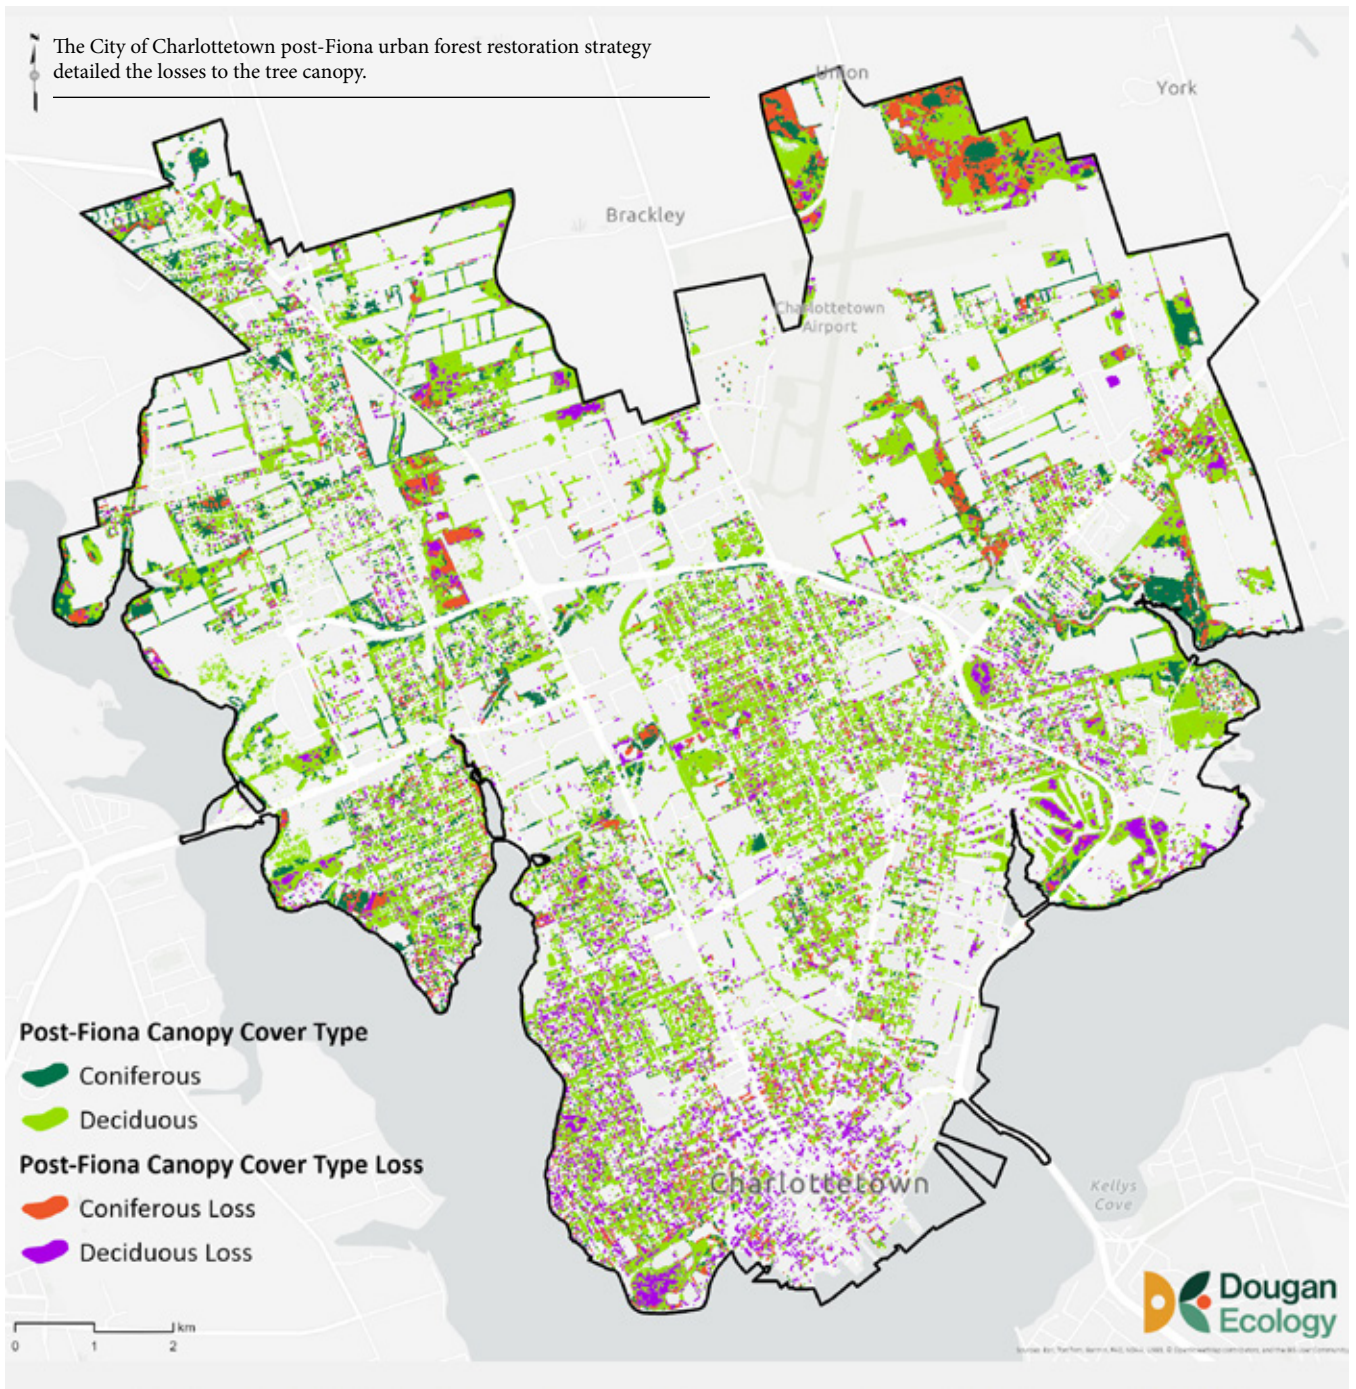 N
The City of Charlottetown post-Fiona urban forest restoration strategy
detailed the losses to the tree canopy.
Union
York
Brackley
Charlottetown
Airport
Post-Fiona Canopy Cover Type
Coniferous
Deciduous
Post-Fiona Canopy Cover Type Loss
Coniferous Loss
Deciduous Loss
Charlottetown
Kellys
Cove
Dougan
Ecology
km
0 1 2